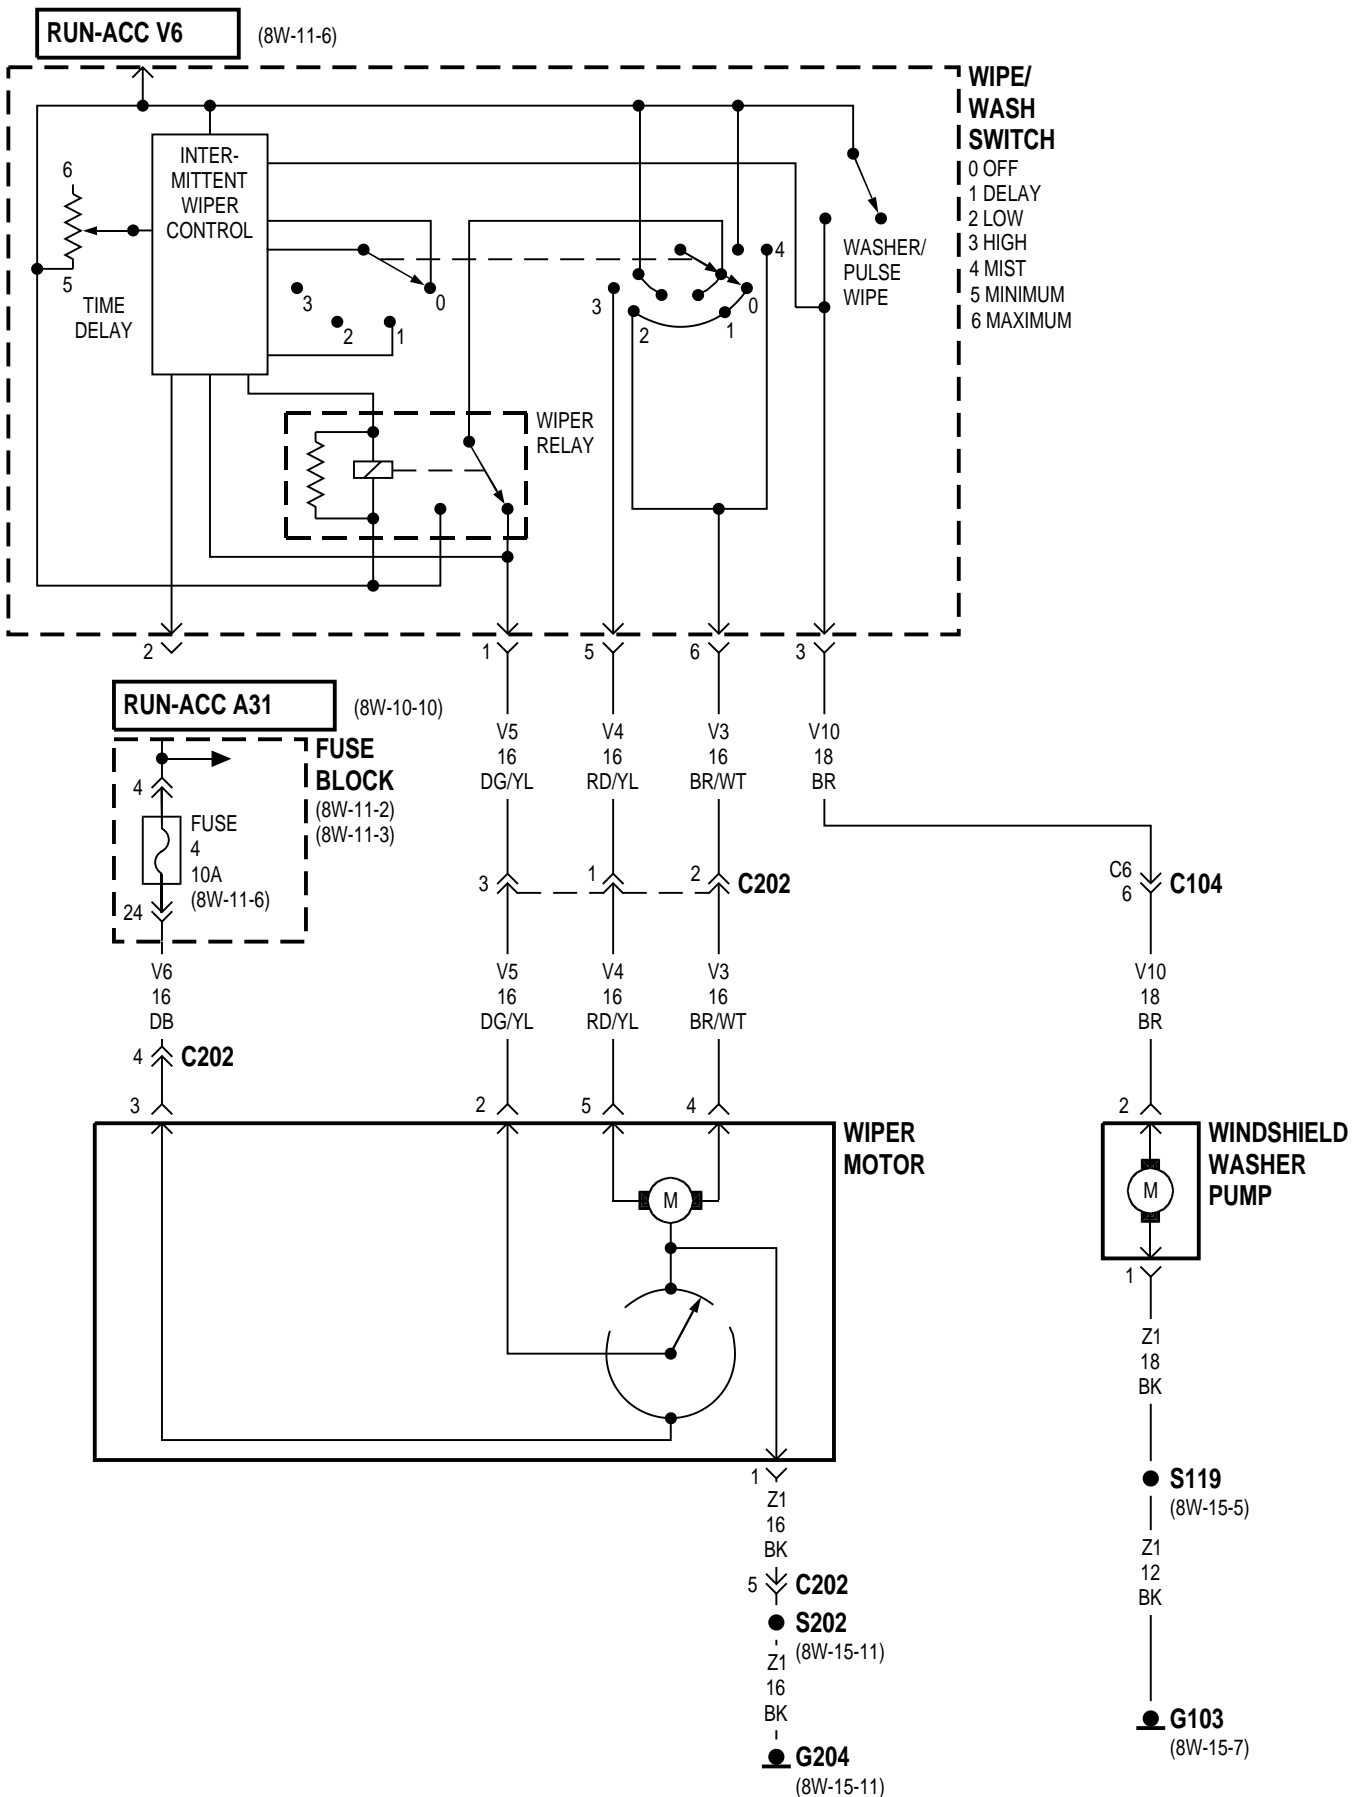 RUN-ACC V6
(8W-11-6)
WIPE/
WASH
SWITCH
0 OFF
1 DELAY
2 LOW
3 HIGH
4 MIST
5 MINIMUM
6 MAXIMUM
INTER-
MITTENT
WIPER
CONTROL
6
5
TIME
DELAY
3
2
1
0
4
3
2
1
0
WASHER/
PULSE
WIPE
WIPER
RELAY
2
1
5
6
3
RUN-ACC A31
(8W-10-10)
FUSE
BLOCK
(8W-11-2)
(8W-11-3)
4
FUSE
4
10A
(8W-11-6)
24
V5
16
DG/YL
V4
16
RD/YL
V3
16
BR/WT
V10
18
BR
3
1
2
C202
C6
6
C104
V6
16
DB
V5
16
DG/YL
V4
16
RD/YL
V3
16
BR/WT
V10
18
BR
4
C202
3
2
5
4
2
WIPER
MOTOR
M
WINDSHIELD
WASHER
PUMP
M
1
Z1
18
BK
S119
(8W-15-5)
Z1
12
BK
G103
(8W-15-7)
1
Z1
16
BK
5
C202
S202
(8W-15-11)
Z1
16
BK
G204
(8W-15-11)